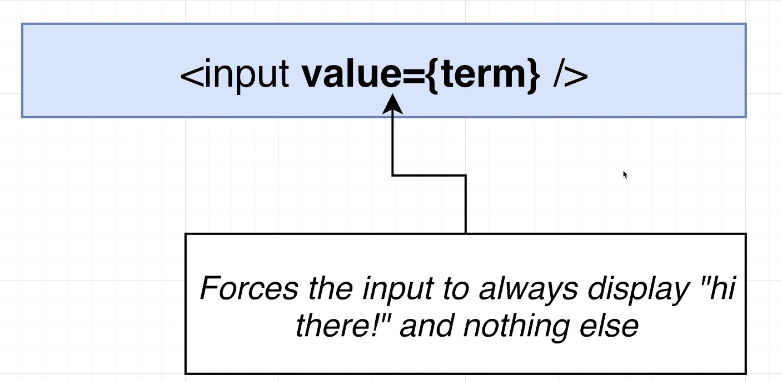 <input value={term} />
Forces the input to always display "hi
there!" and nothing else